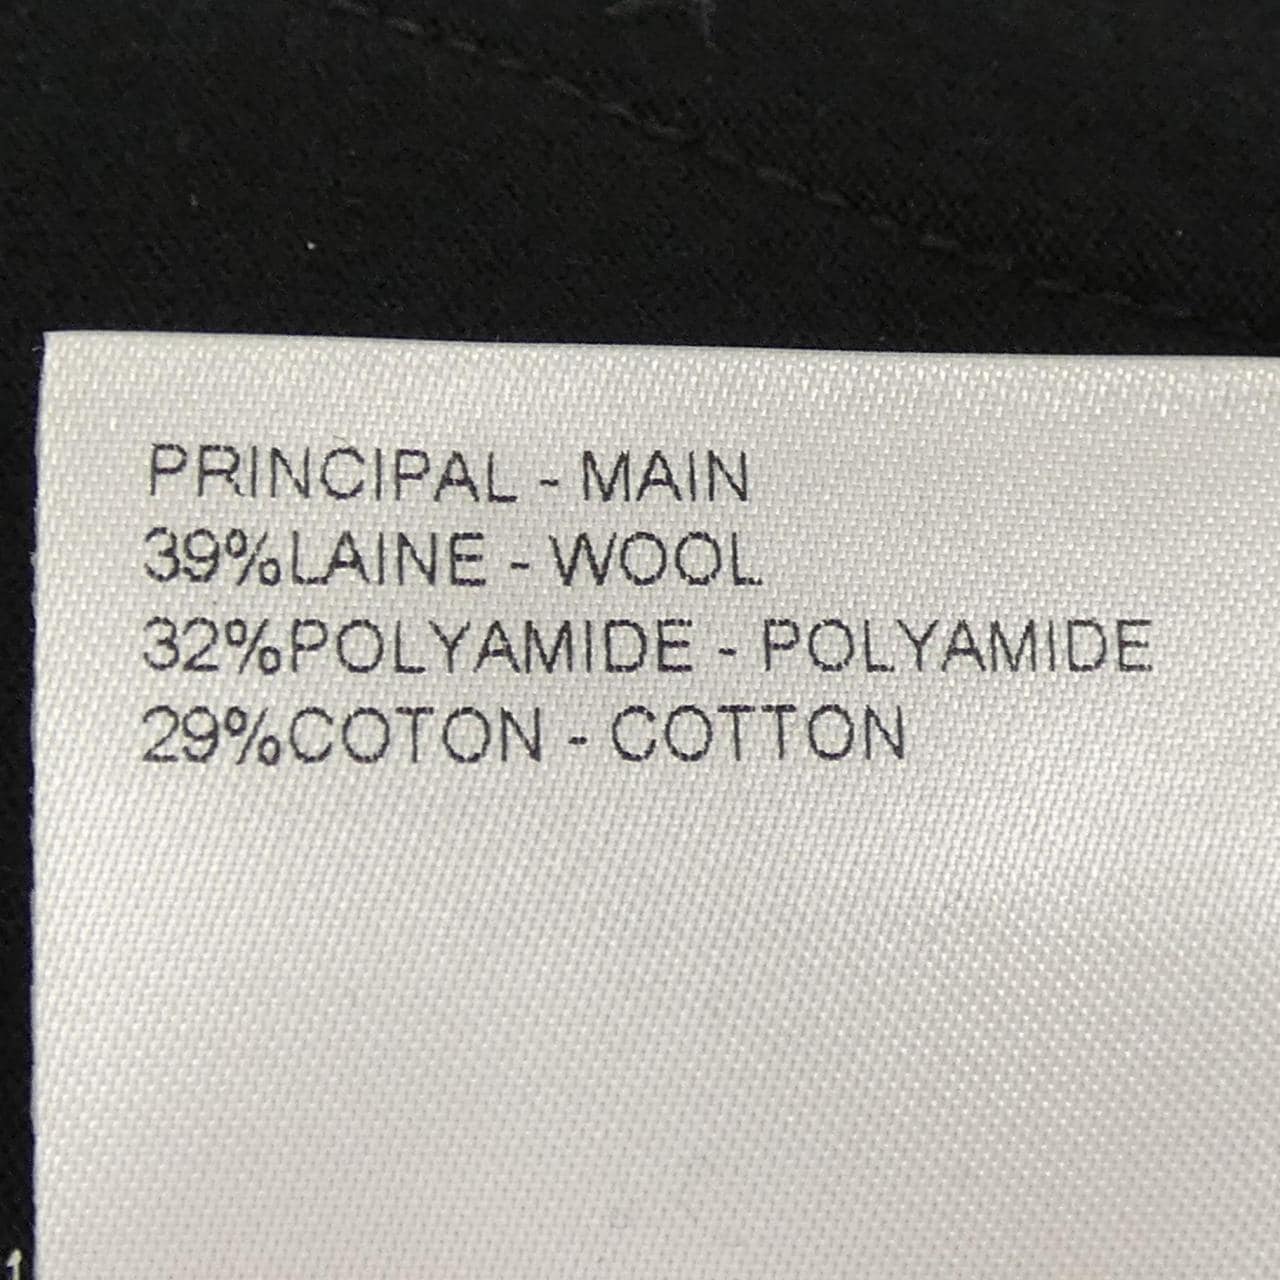 PRINCIPAL - MAIN
39%LAINE - WOOL
32%POLYAMIDE - POLYAMIDE
29%COTON - COTTON